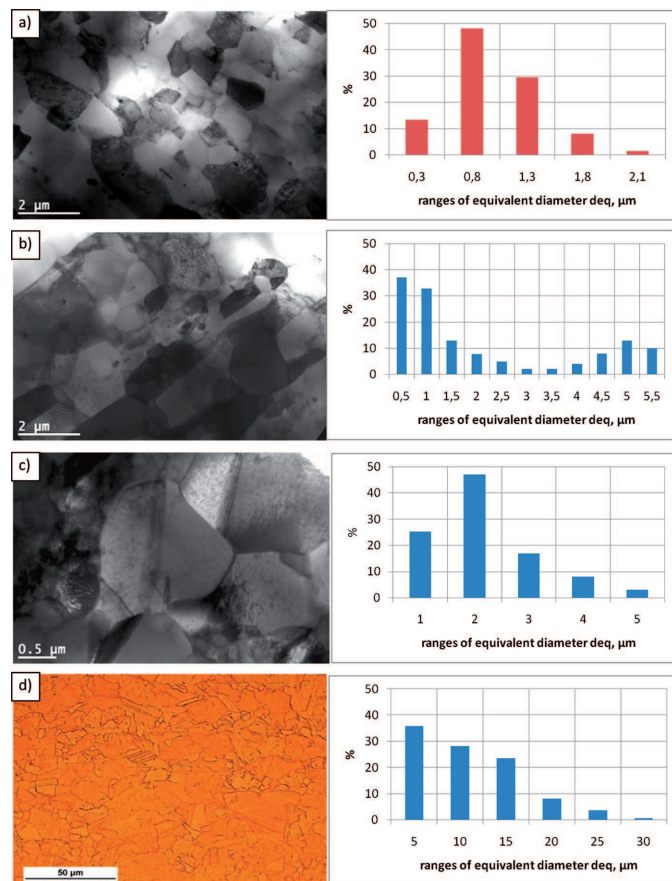 a)
2 µm
%
50
40
30
20
10
0
0,3 0,8 1,3 1,8 2,1
ranges of equivalent diameter deq, µm
b)
2 µm
%
50
40
30
20
10
0
0,5 1 1,5 2 2,5 3 3,5 4 4,5 5 5,5
ranges of equivalent diameter deq, µm
c)
0.5 µm
%
50
40
30
20
10
0
1 2 3 4 5
ranges of equivalent diameter deq, µm
d)
50 µm
%
50
40
30
20
10
0
5 10 15 20 25 30
ranges of equivalent diameter deq, µm